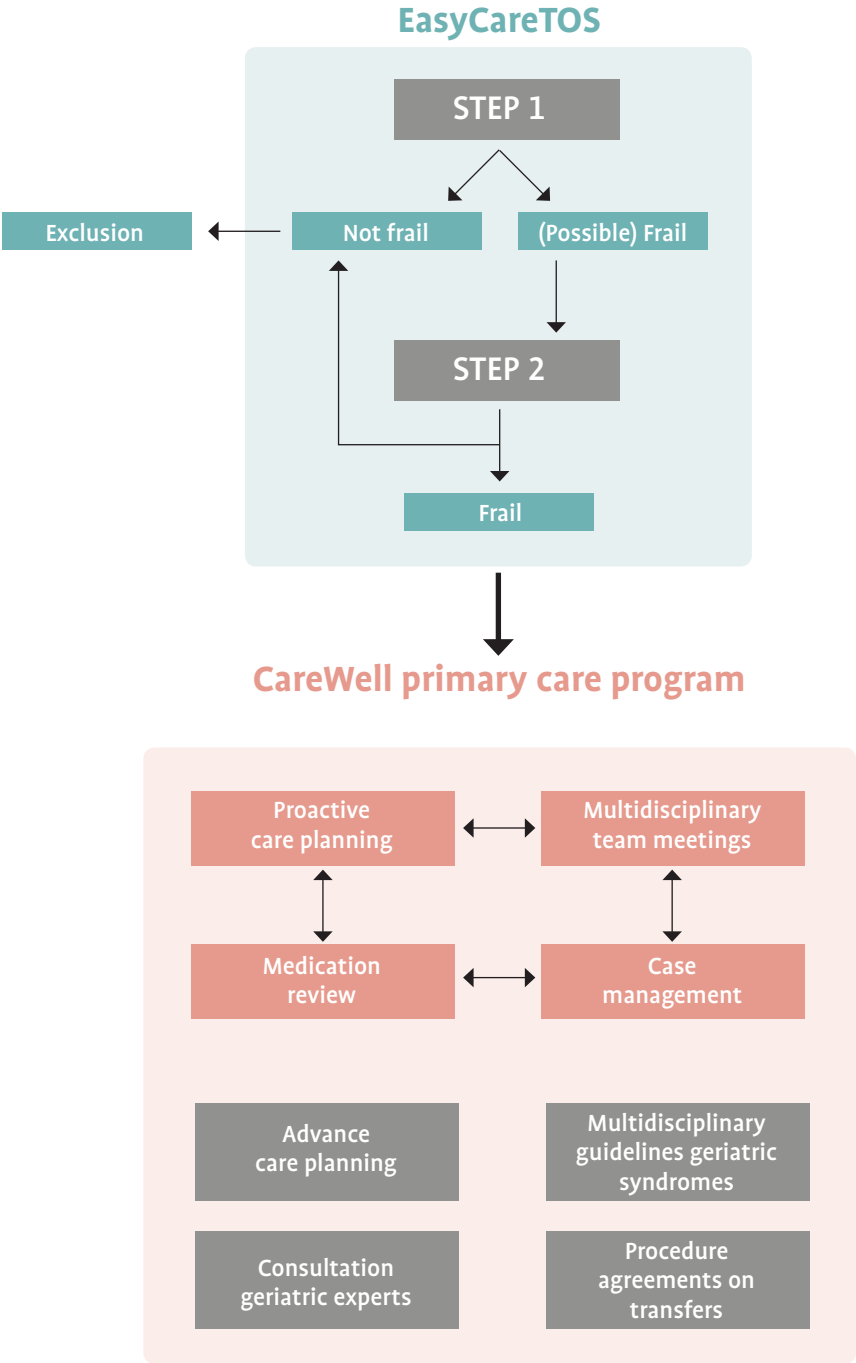 EasyCareTOS
STEP 1
Exclusion
Not frail
(Possible) Frail
STEP 2
Frail
CareWell primary care program
Proactive
care planning
Multidisciplinary
team meetings
Medication
review
Case
management
Advance
care planning
Multidisciplinary
guidelines geriatric
syndromes
Consultation
geriatric experts
Procedure
agreements on
transfers